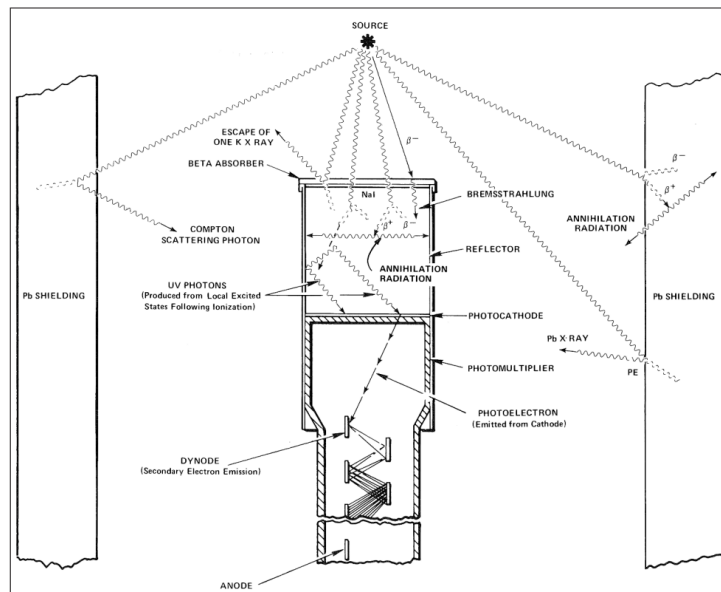 SOURCE
ESCAPE OF
ONE K X RAY
BETA ABSORBER
β−
NaI
BREMSSTRAHLUNG
β−
β+
ANNIHILATION
RADIATION
COMPTON
SCATTERING PHOTON
β+
β−
REFLECTOR
ANNIHILATION
RADIATION
UV PHOTONS
(Produced from Local Excited
States Following Ionization)
Pb SHIELDING
Pb SHIELDING
PHOTOCATHODE
Pb X-RAY
PHOTOMULTIPLIER
PE
PHOTOELECTRON
(Emitted from Cathode)
DYNODE
(Secondary Electron Emission)
ANODE